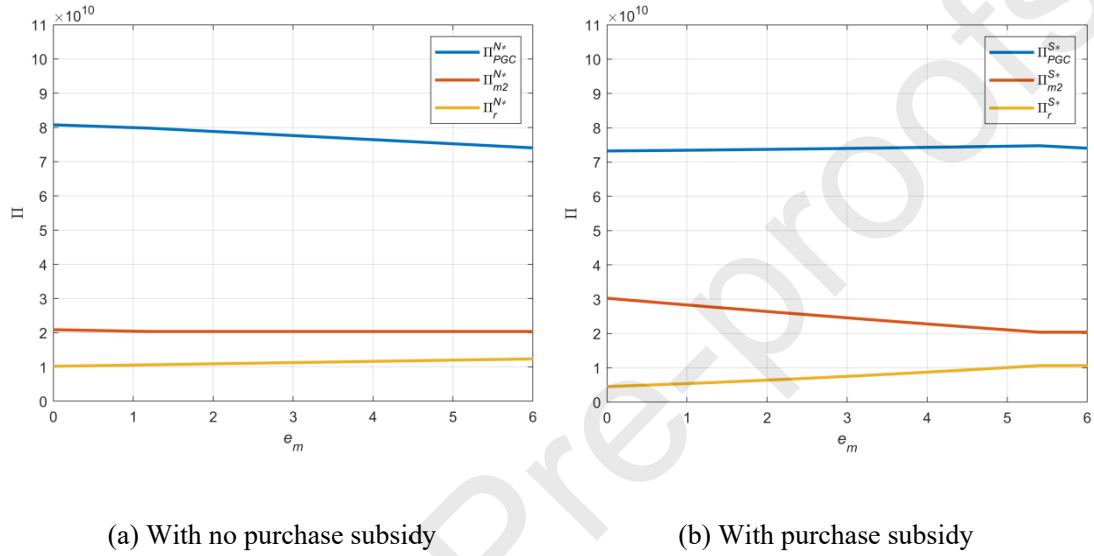 ×10^10
11
10
9
8
7
6
5
4
3
2
1
0
Π
0 1 2 3 4 5 6
e_m
Π_PGC^N*
Π_m2^N*
Π_r^N*
(a) With no purchase subsidy
×10^10
11
10
9
8
7
6
5
4
3
2
1
0
Π
0 1 2 3 4 5 6
e_m
Π_PGC^S*
Π_m2^S*
Π_r^S*
(b) With purchase subsidy
Pre-proofs